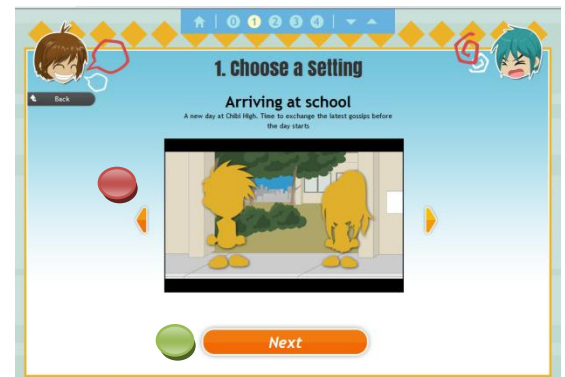 0 1 2 3 4
1. Choose a Setting
Back
Arriving at school
A new day at Chibi High. Time to exchange the latest gossips before
the day starts
Next